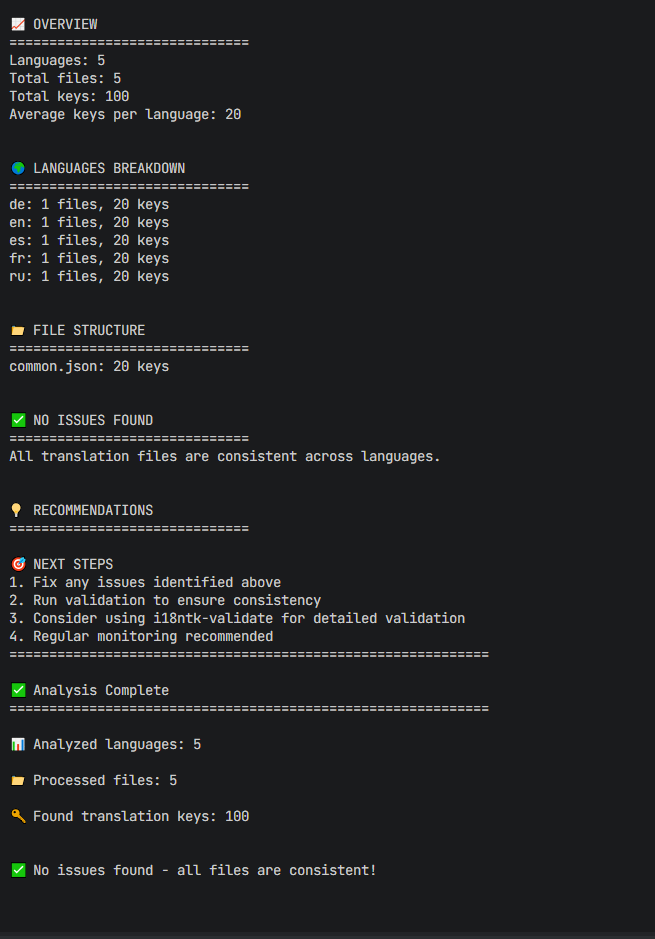 📈 OVERVIEW
==============================
Languages: 5
Total files: 5
Total keys: 100
Average keys per language: 20
🌍 LANGUAGES BREAKDOWN
==============================
de: 1 files, 20 keys
en: 1 files, 20 keys
es: 1 files, 20 keys
fr: 1 files, 20 keys
ru: 1 files, 20 keys
📁 FILE STRUCTURE
==============================
common.json: 20 keys
✅ NO ISSUES FOUND
==============================
All translation files are consistent across languages.
💡 RECOMMENDATIONS
==============================
🎯 NEXT STEPS
1. Fix any issues identified above
2. Run validation to ensure consistency
3. Consider using i18ntk-validate for detailed validation
4. Regular monitoring recommended
============================================================
✅ Analysis Complete
============================================================
📊 Analyzed languages: 5
📁 Processed files: 5
🔑 Found translation keys: 100
✅ No issues found - all files are consistent!